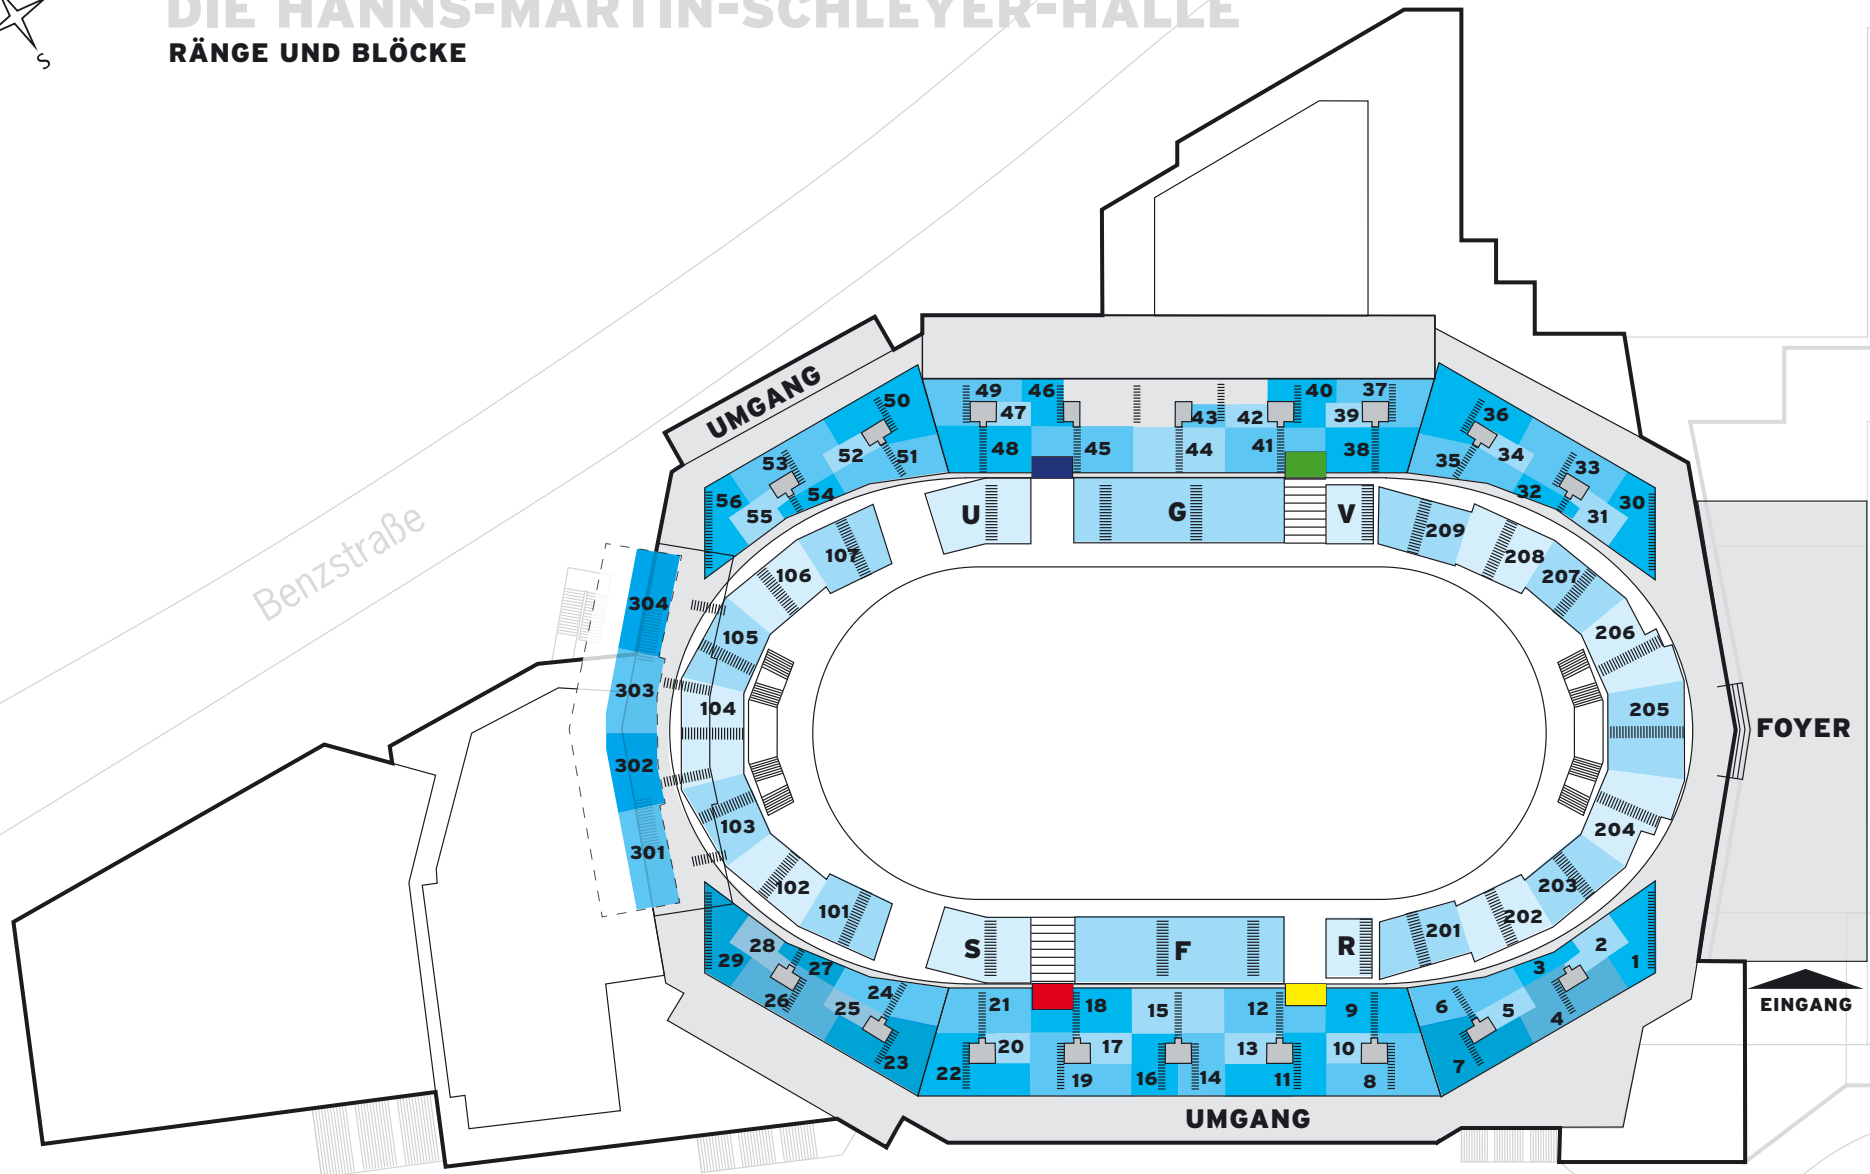 DIE HANNS-MARTIN-SCHLEYER-HALLE
RÄNGE UND BLÖCKE
S
Benzstraße
UMGANG
49 46 40 37
47 43 42 39
48 45 44 41 38
50
53 52 51
56 55 54
36
35 34 33
32 31 30
U G V
107 209
106 208
207
304
105 206
303
104 205
FOYER
302
103 204
301
102 203
101 202
201
S F R
28 27
29 26 25 24
23
2
3 1
6 5 4
7
EINGANG
21 18 15 12 9
20 17 13 10
22 19 16 14 11 8
UMGANG